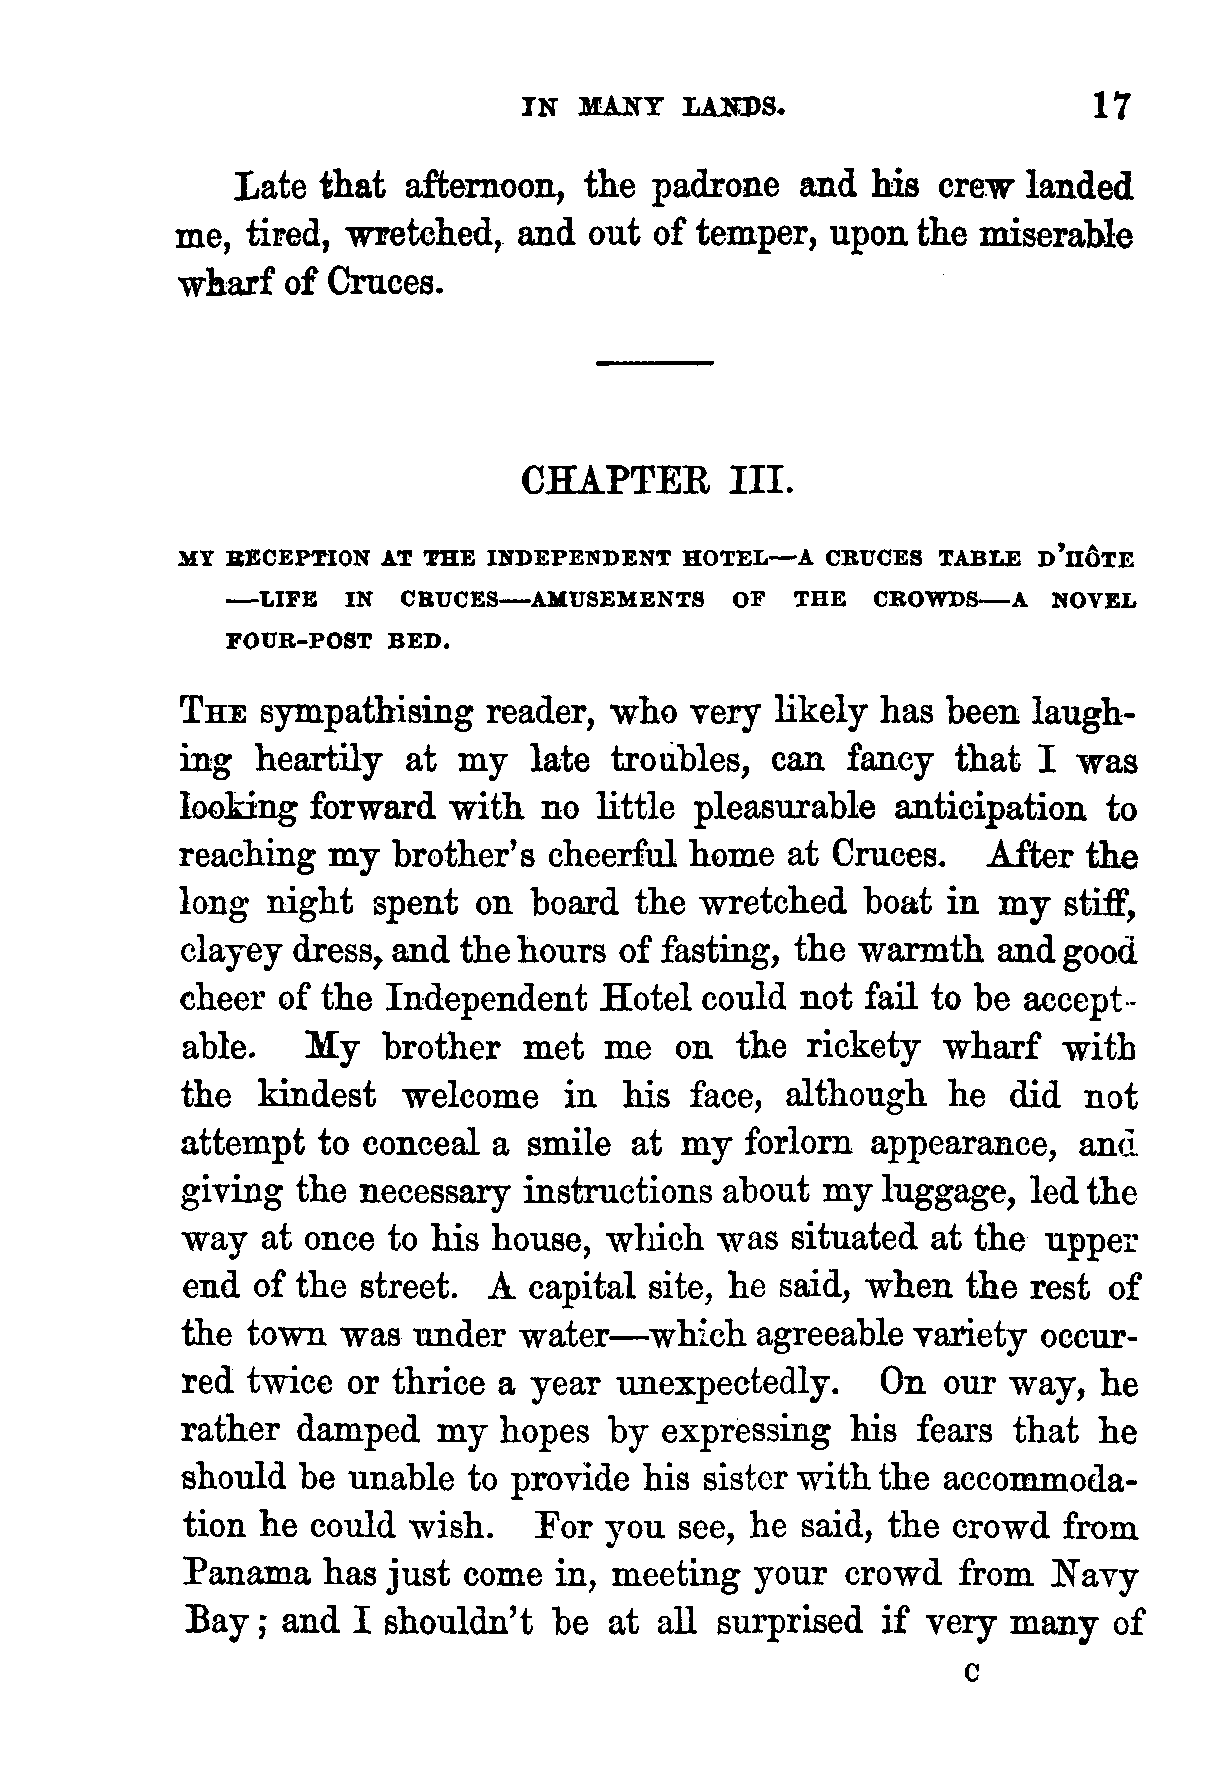 IN MANY LANDS. 17
Late that afternoon, the padrone and his crew landed
me, tired, wretched, and out of temper, upon the miserable
wharf of Cruces.
CHAPTER III.
MY RECEPTION AT THE INDEPENDENT HOTEL—A CRUCES TABLE D'HÔTE
—LIFE IN CRUCES—AMUSEMENTS OF THE CROWDS—A NOVEL
FOUR-POST BED.
THE sympathising reader, who very likely has been laugh-
ing heartily at my late troubles, can fancy that I was
looking forward with no little pleasurable anticipation to
reaching my brother's cheerful home at Cruces. After the
long night spent on board the wretched boat in my stiff,
clayey dress, and the hours of fasting, the warmth and good
cheer of the Independent Hotel could not fail to be accept-
able. My brother met me on the rickety wharf with
the kindest welcome in his face, although he did not
attempt to conceal a smile at my forlorn appearance, and
giving the necessary instructions about my luggage, led the
way at once to his house, which was situated at the upper
end of the street. A capital site, he said, when the rest of
the town was under water—which agreeable variety occur-
red twice or thrice a year unexpectedly. On our way, he
rather damped my hopes by expressing his fears that he
should be unable to provide his sister with the accommoda-
tion he could wish. For you see, he said, the crowd from
Panama has just come in, meeting your crowd from Navy
Bay; and I shouldn't be at all surprised if very many of
C